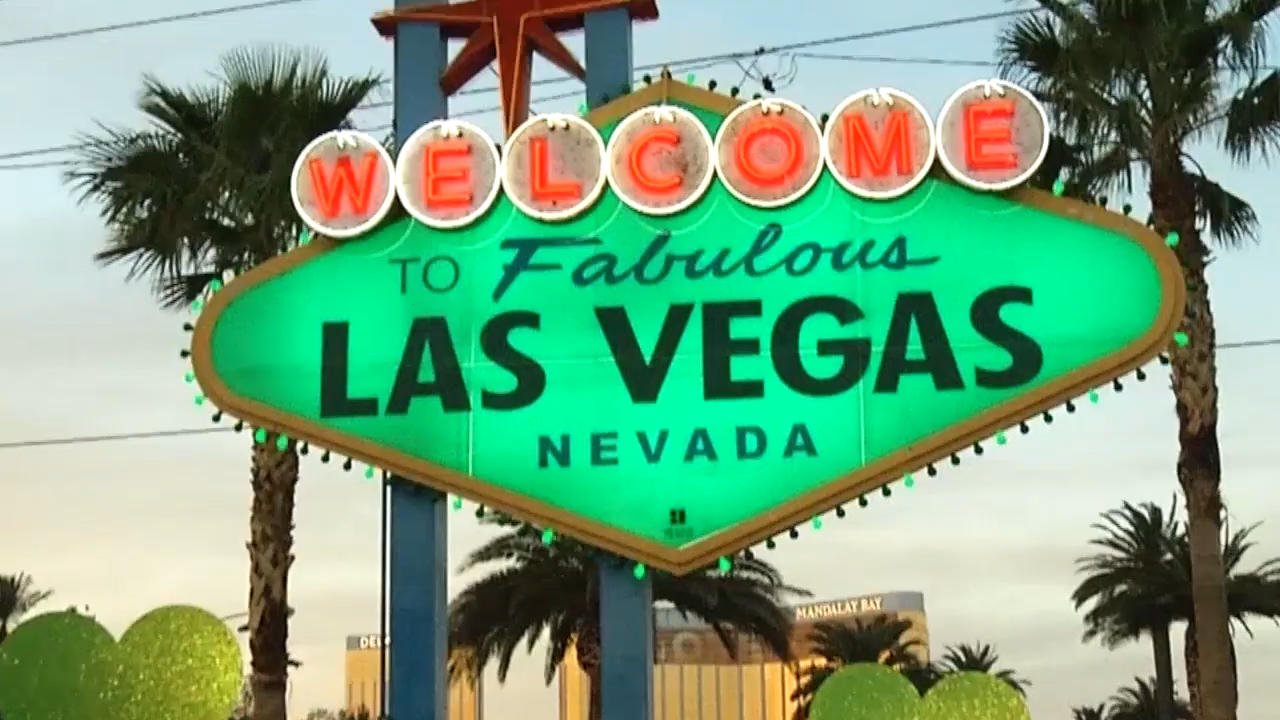 WELCOME
TO Fabulous
LAS VEGAS
NEVADA
MANDALAY BAY